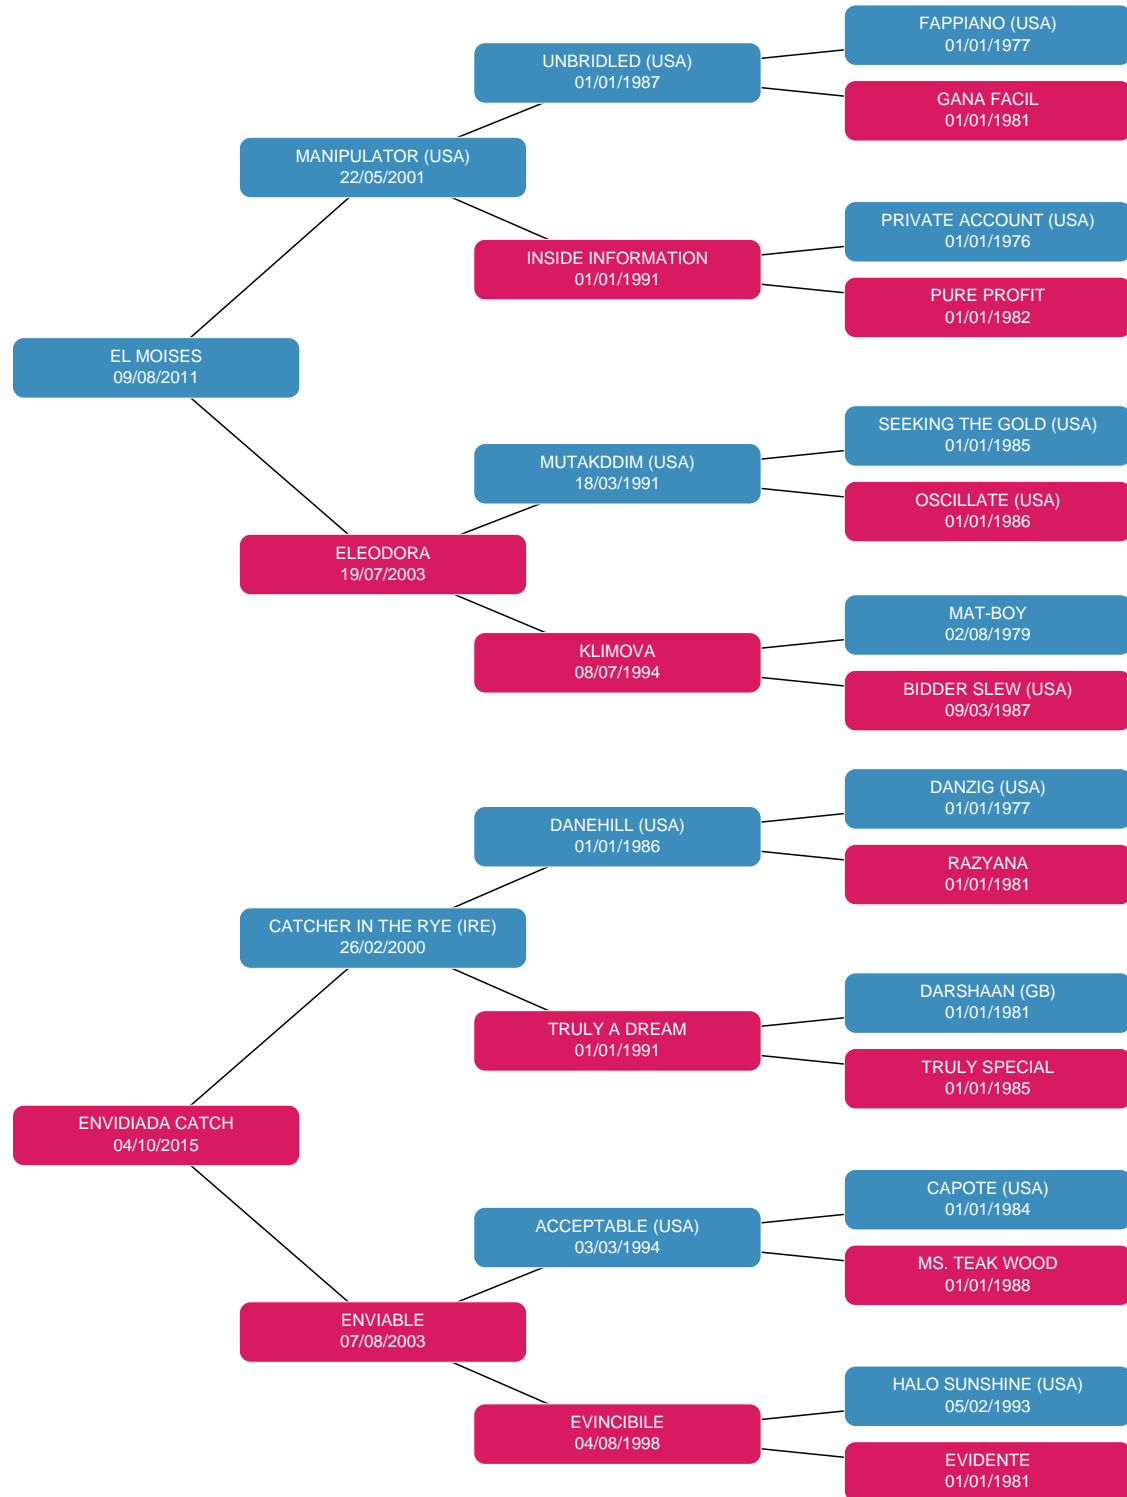 FAPPIANO (USA)
01/01/1977
UNBRIDLED (USA)
01/01/1987
GANA FACIL
01/01/1981
MANIPULATOR (USA)
22/05/2001
PRIVATE ACCOUNT (USA)
01/01/1976
INSIDE INFORMATION
01/01/1991
PURE PROFIT
01/01/1982
EL MOISES
09/08/2011
SEEKING THE GOLD (USA)
01/01/1985
MUTAKDDIM (USA)
18/03/1991
OSCILLATE (USA)
01/01/1986
ELEODORA
19/07/2003
MAT-BOY
02/08/1979
KLIMOVA
08/07/1994
BIDDER SLEW (USA)
09/03/1987
DANZIG (USA)
01/01/1977
DANEHILL (USA)
01/01/1986
RAZYANA
01/01/1981
CATCHER IN THE RYE (IRE)
26/02/2000
DARSHAAN (GB)
01/01/1981
TRULY A DREAM
01/01/1991
TRULY SPECIAL
01/01/1985
ENVIDIADA CATCH
04/10/2015
CAPOTE (USA)
01/01/1984
ACCEPTABLE (USA)
03/03/1994
MS. TEAK WOOD
01/01/1988
ENVIABLE
07/08/2003
HALO SUNSHINE (USA)
05/02/1993
EVINCIBILE
04/08/1998
EVIDENTE
01/01/1981